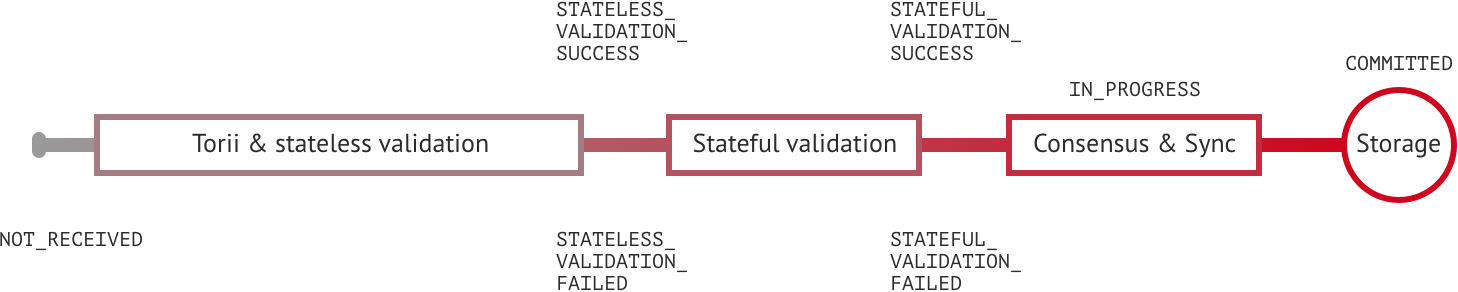 STATELESS_
VALIDATION_
SUCCESS
STATEFUL_
VALIDATION_
SUCCESS
IN_PROGRESS
COMMITTED
Torii & stateless validation
Stateful validation
Consensus & Sync
Storage
NOT_RECEIVED
STATELESS_
VALIDATION_
FAILED
STATEFUL_
VALIDATION_
FAILED